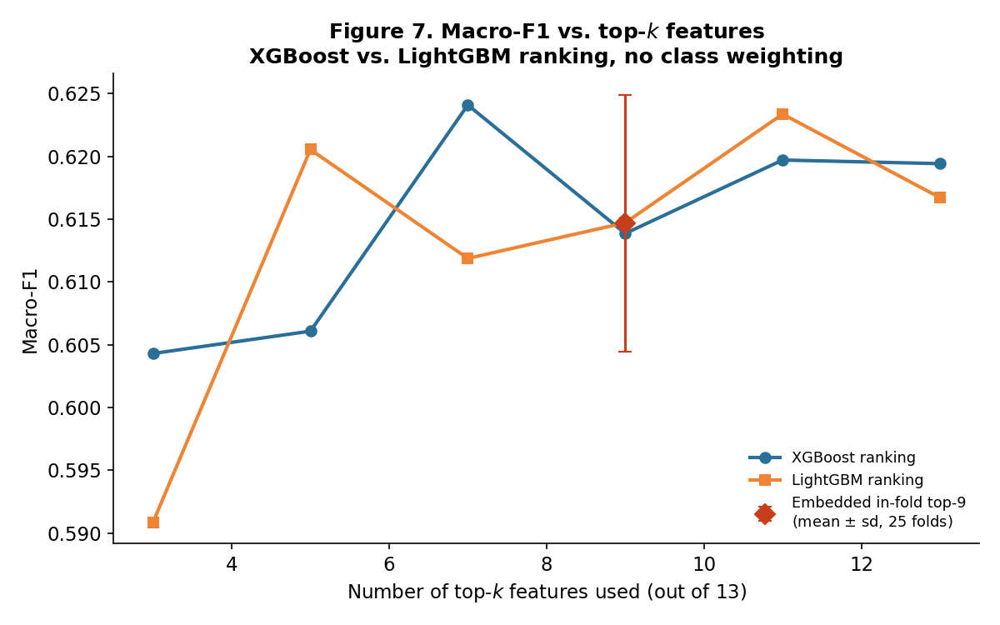 Figure 7. Macro-F1 vs. top-k features
XGBoost vs. LightGBM ranking, no class weighting
Macro-F1
0.625
0.620
0.615
0.610
0.605
0.600
0.595
0.590
4 6 8 10 12
Number of top-k features used (out of 13)
XGBoost ranking
LightGBM ranking
Embedded in-fold top-9
(mean ± sd, 25 folds)